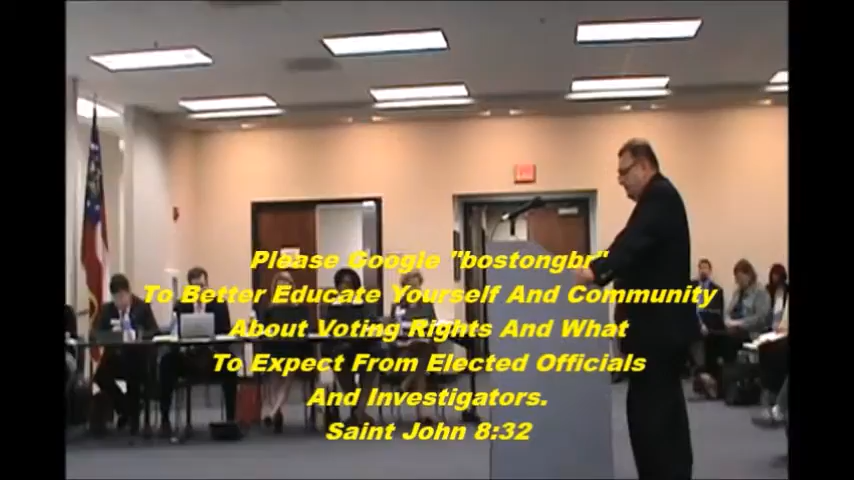 Please Google "bostongbr"
To Better Educate Yourself And Community
About Voting Rights And What
To Expect From Elected Officials
And Investigators.
Saint John 8:32